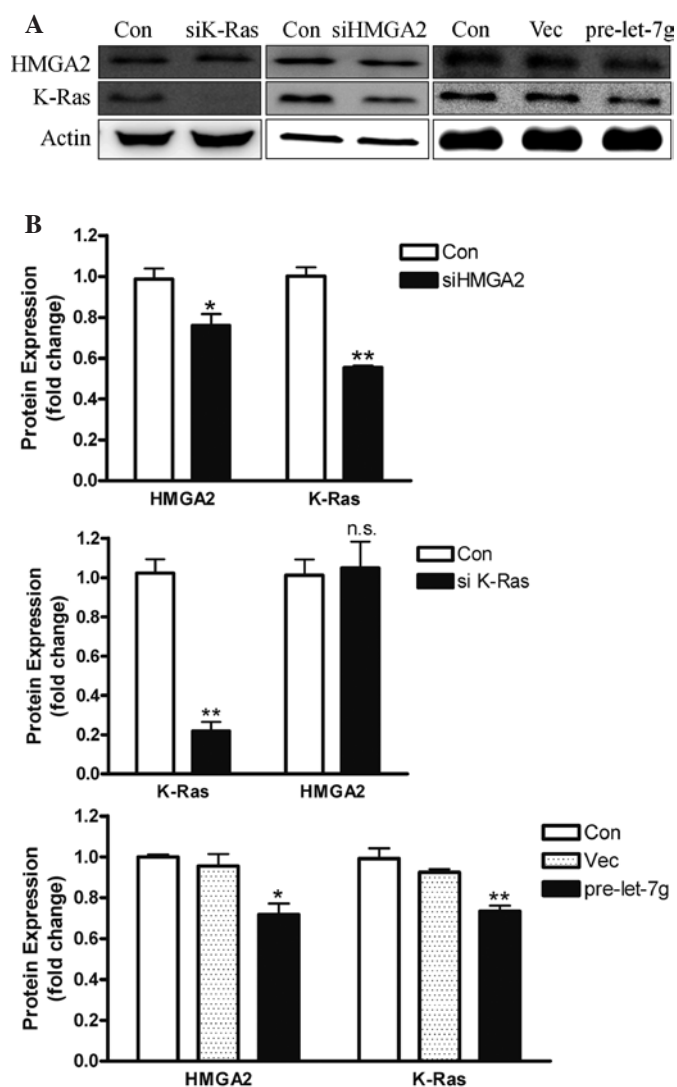 A
Con siK-Ras Con siHMGA2 Con Vec pre-let-7g
HMGA2
K-Ras
Actin
B
Protein Expression
(fold change)
1.2
1.0
0.8
0.6
0.4
0.2
0.0
*
**
Con
siHMGA2
HMGA2 K-Ras
Protein Expression
(fold change)
1.2
1.0
0.8
0.6
0.4
0.2
0.0
**
n.s.
Con
si K-Ras
K-Ras HMGA2
Protein Expression
(fold change)
1.2
1.0
0.8
0.6
0.4
0.2
0.0
*
**
Con
Vec
pre-let-7g
HMGA2 K-Ras